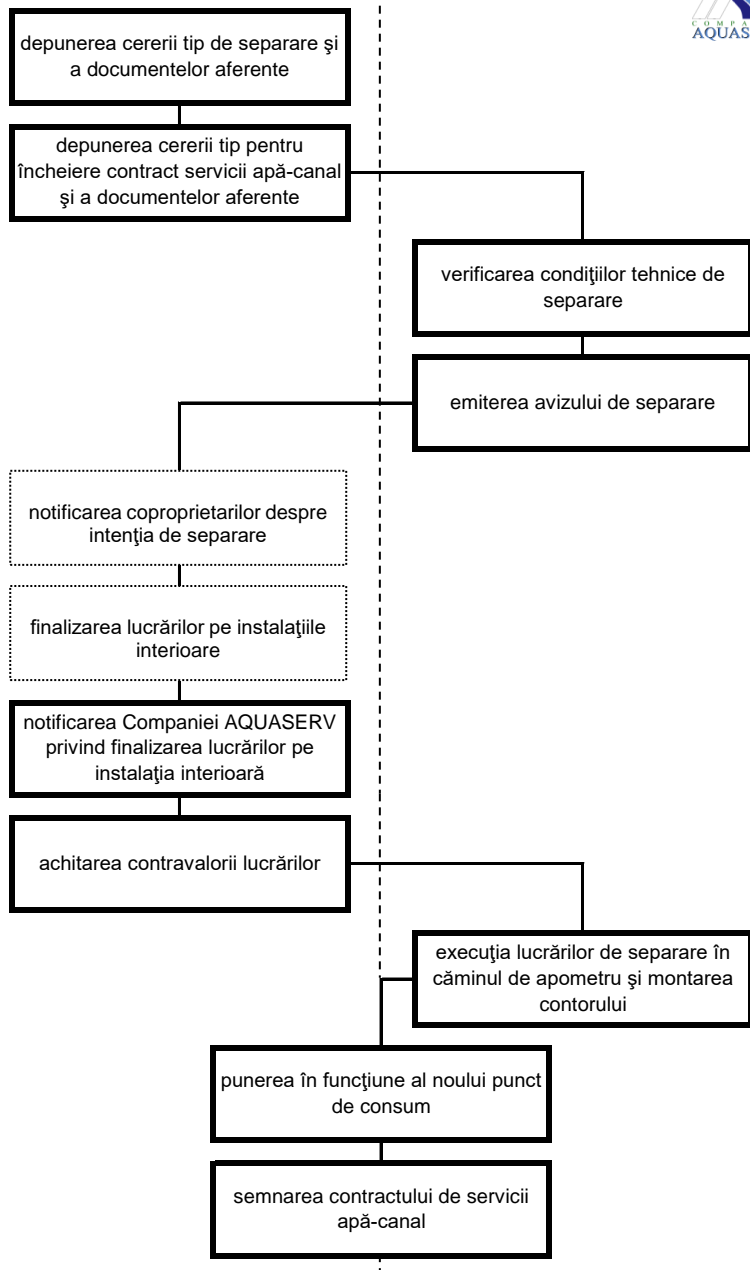 COMPA
AQUAS
depunerea cererii tip de separare şi
a documentelor aferente
depunerea cererii tip pentru
încheiere contract servicii apă-canal
şi a documentelor aferente
verificarea condiţiilor tehnice de
separare
emiterea avizului de separare
notificarea coproprietarilor despre
intenţia de separare
finalizarea lucrărilor pe instalaţiile
interioare
notificarea Companiei AQUASERV
privind finalizarea lucrărilor pe
instalaţia interioară
achitarea contravalorii lucrărilor
execuţia lucrărilor de separare în
căminul de apometru şi montarea
contorului
punerea în funcţiune al noului punct
de consum
semnarea contractului de servicii
apă-canal